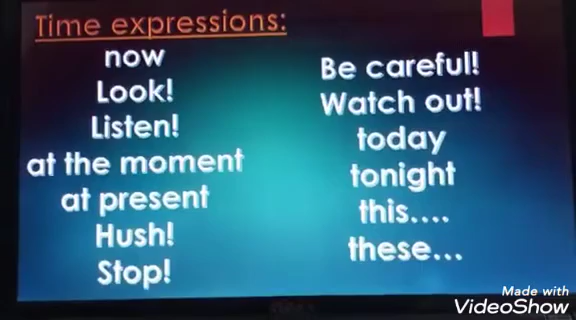 Time expressions:
now
Look!
Listen!
at the moment
at present
Hush!
Stop!
Be careful!
Watch out!
today
tonight
this....
these...
Made with
VideoShow